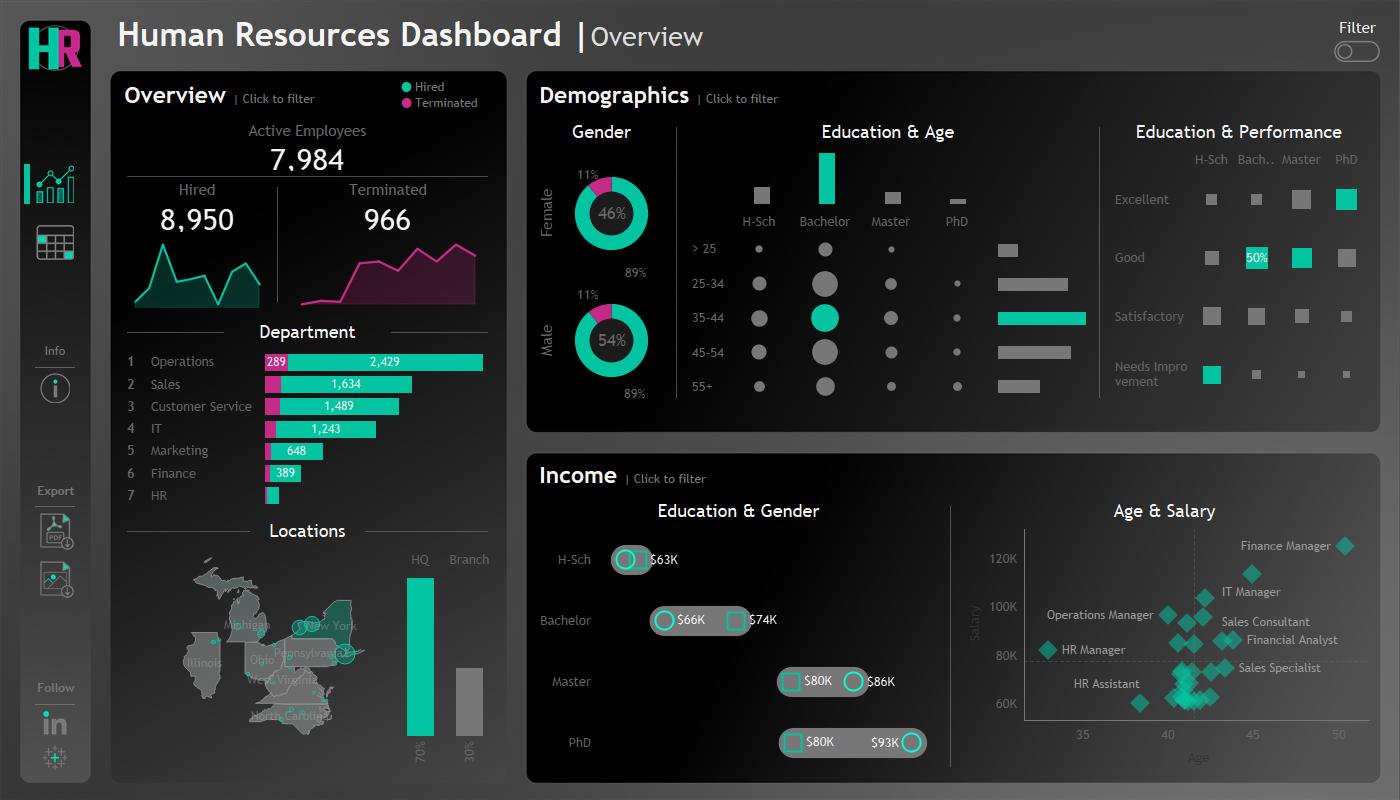 HR
Human Resources Dashboard | Overview
Filter
Overview | Click to filter
Hired
Terminated
Active Employees
7,984
Hired
8,950
Terminated
966
Department
1 Operations 289 2,429
2 Sales 1,634
3 Customer Service 1,489
4 IT 1,243
5 Marketing 648
6 Finance 389
7 HR
Locations
HQ Branch
Michigan
New York
Illinois
Ohio
Pennsylvania
West Virginia
North Carolina
70% 30%
Info
Export
PDF
Follow
in
Demographics | Click to filter
Gender
Female
11%
46%
89%
Male
11%
54%
89%
Education & Age
H-Sch Bachelor Master PhD
> 25
25-34
35-44
45-54
55+
Education & Performance
H-Sch Bach.. Master PhD
Excellent
Good 50%
Satisfactory
Needs Impro
vement
Income | Click to filter
Education & Gender
H-Sch $63K
Bachelor $66K $74K
Master $80K $86K
PhD $80K $93K
Age & Salary
Salary
120K
100K
80K
60K
Finance Manager
IT Manager
Operations Manager
Sales Consultant
Financial Analyst
HR Manager
Sales Specialist
HR Assistant
35 40 45 50
Age